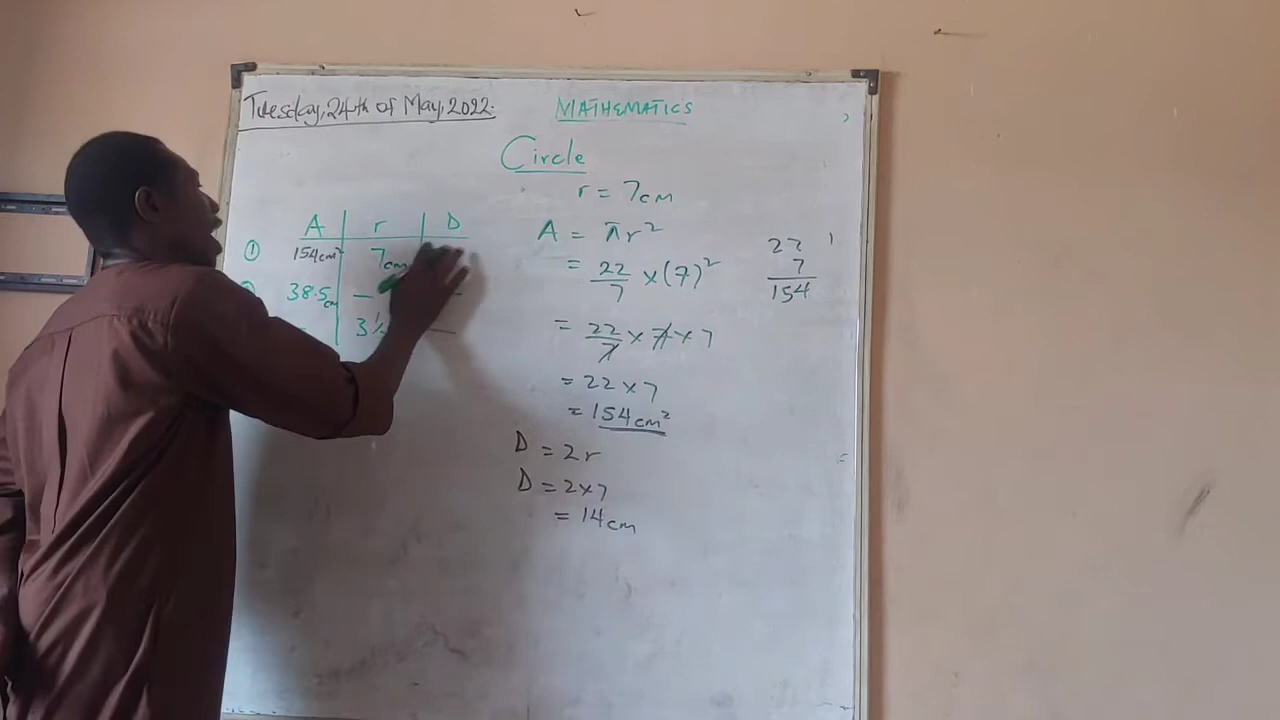 Tuesday, 24th of May, 2022.
MATHEMATICS
Circle
r = 7cm
A r D
① 154cm² 7cm
38.5cm —
3½
A = πr²
= 22/7 × (7)²
= 22/7 × 7 × 7
= 22 × 7
= 154cm²
D = 2r
D = 2×7
= 14cm
22
7
154